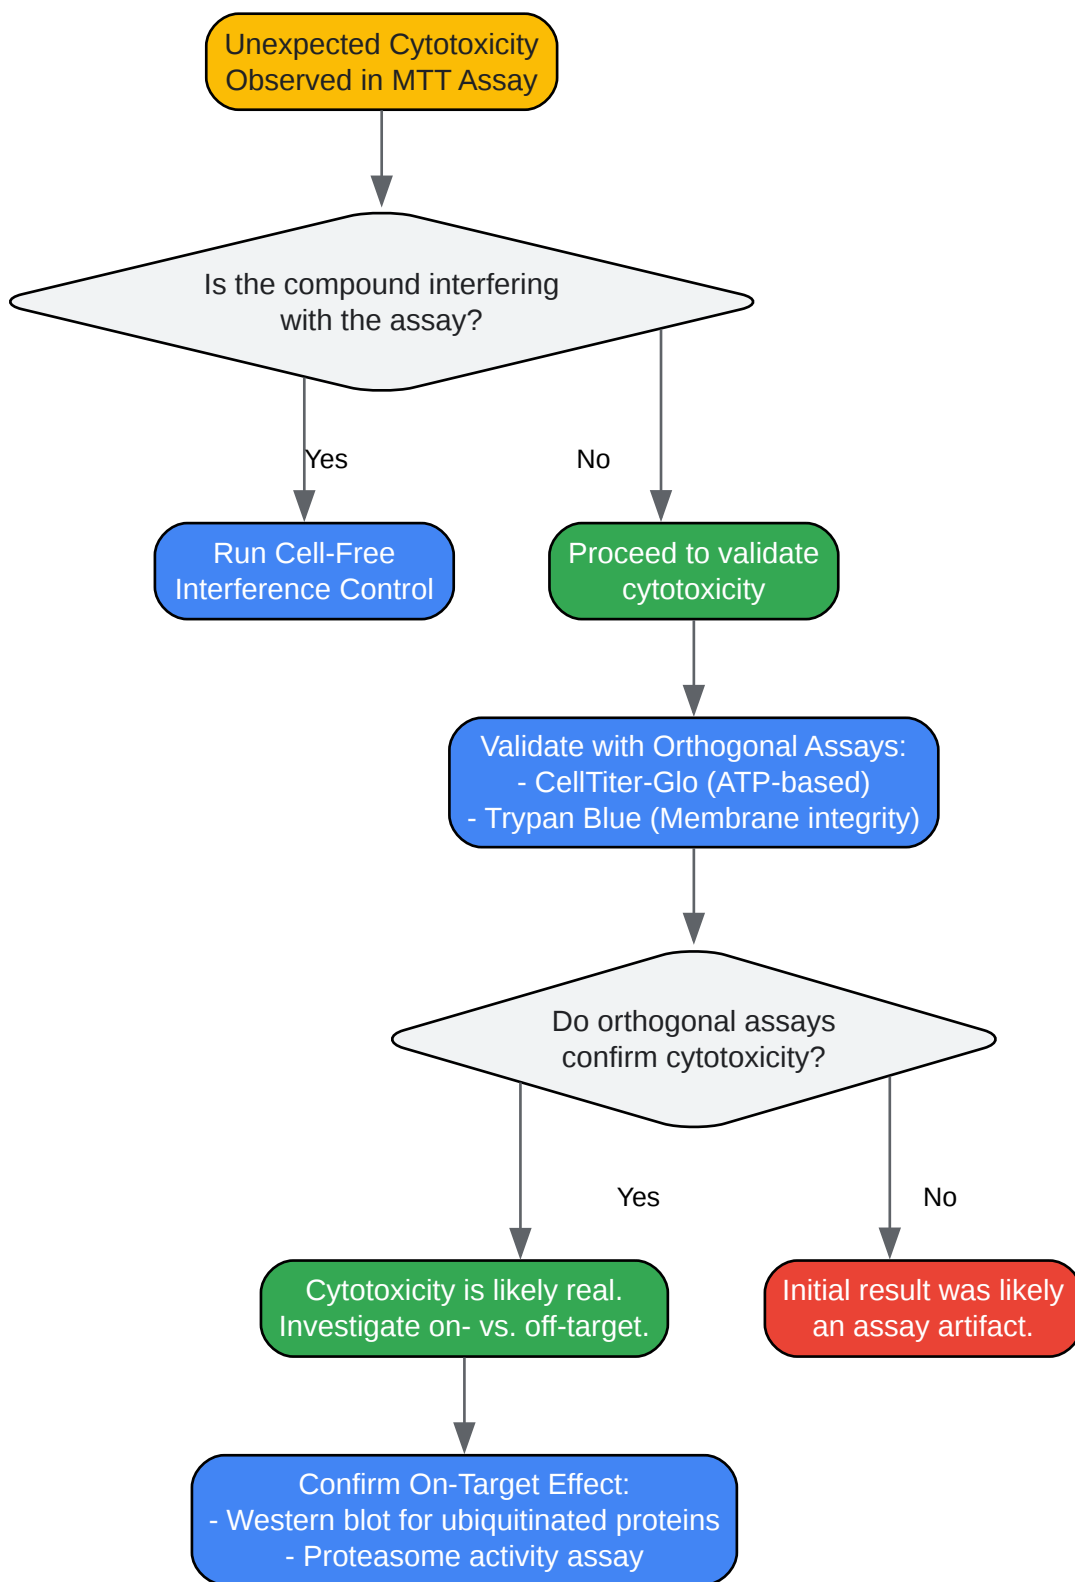 Unexpected Cytotoxicity
Observed in MTT Assay
Is the compound interfering
with the assay?
Yes
No
Run Cell-Free
Interference Control
Proceed to validate
cytotoxicity
Validate with Orthogonal Assays:
- CellTiter-Glo (ATP-based)
- Trypan Blue (Membrane integrity)
Do orthogonal assays
confirm cytotoxicity?
Yes
No
Cytotoxicity is likely real.
Investigate on- vs. off-target.
Initial result was likely
an assay artifact.
Confirm On-Target Effect:
- Western blot for ubiquitinated proteins
- Proteasome activity assay